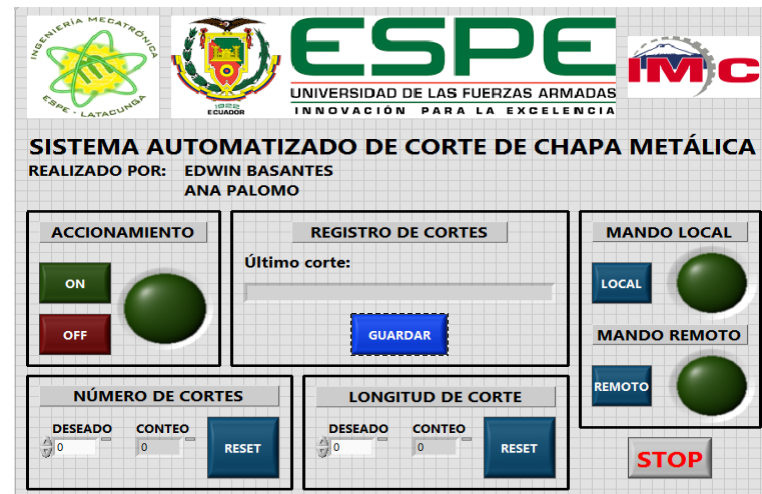 INGENIERÍA MECATRÓNICA
ESPE - LATACUNGA
1922
ECUADOR
ESPE
UNIVERSIDAD DE LAS FUERZAS ARMADAS
INNOVACIÓN PARA LA EXCELENCIA
IMC
SISTEMA AUTOMATIZADO DE CORTE DE CHAPA METÁLICA
REALIZADO POR: EDWIN BASANTES
ANA PALOMO
ACCIONAMIENTO
ON
OFF
REGISTRO DE CORTES
Último corte:
GUARDAR
MANDO LOCAL
LOCAL
MANDO REMOTO
REMOTO
NÚMERO DE CORTES
DESEADO CONTEO
0 0
RESET
LONGITUD DE CORTE
DESEADO CONTEO
0 0
RESET
STOP